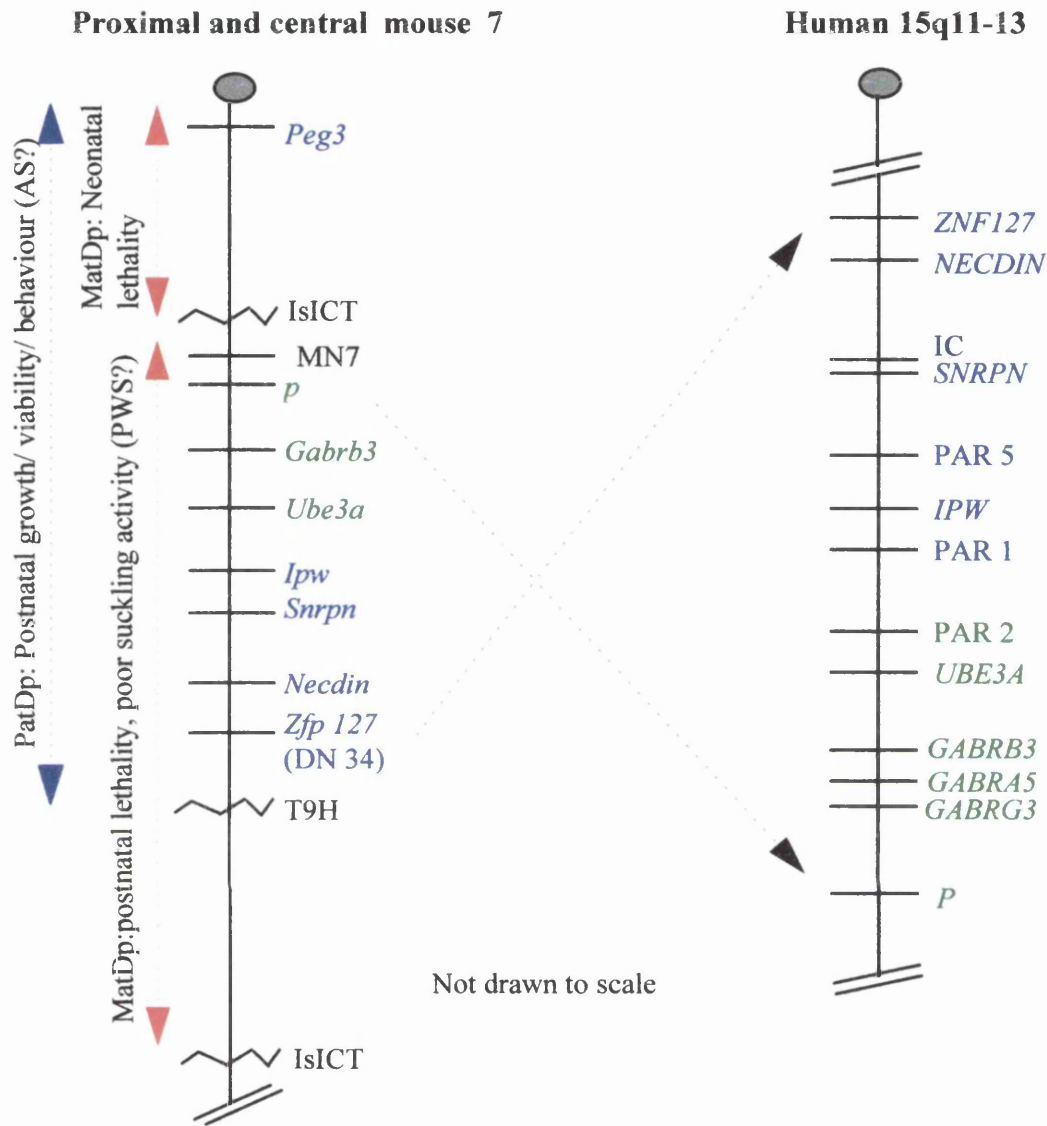 Proximal and central mouse 7
Human 15q11-13
PatDp: Postnatal growth/ viability/ behaviour (AS?)
MatDp: Neonatal
lethality
MatDp:postnatal lethality, poor suckling activity (PWS?)
Peg3
IsICT
MN7
p
Gabrb3
Ube3a
Ipw
Snrpn
Necdin
Zfp 127
(DN 34)
T9H
IsICT
ZNF127
NECDIN
IC
SNRPN
PAR 5
IPW
PAR 1
PAR 2
UBE3A
GABRB3
GABRA5
GABRG3
P
Not drawn to scale